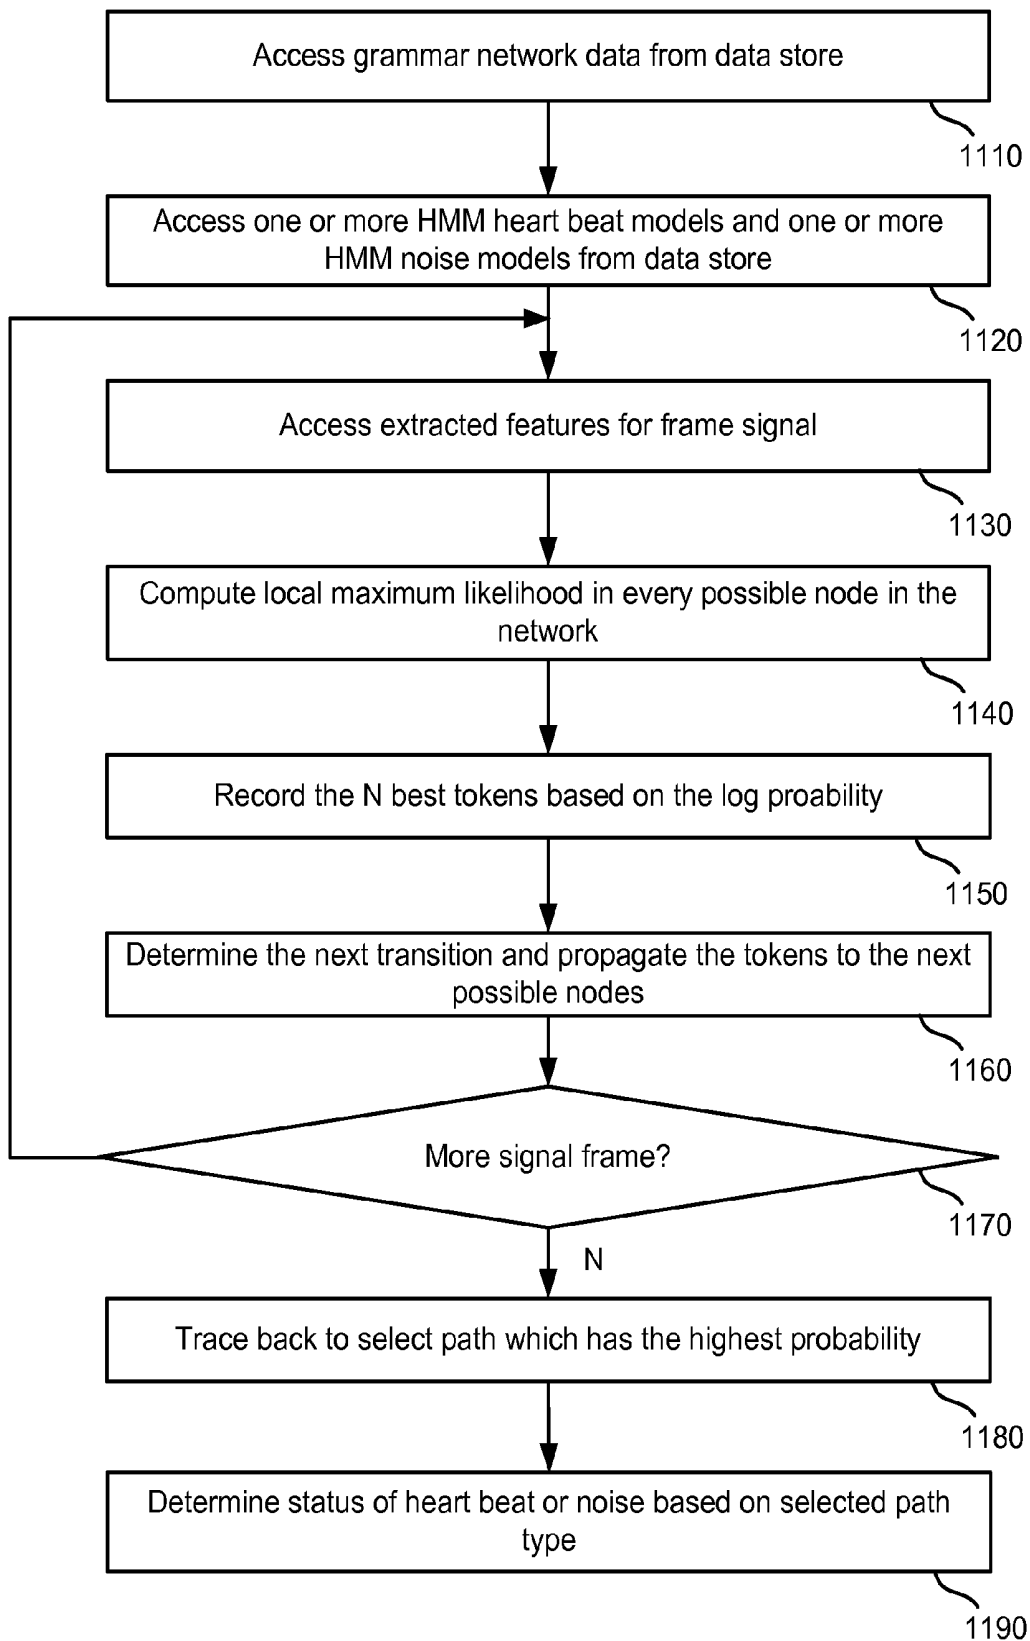 Access grammar network data from data store
1110
Access one or more HMM heart beat models and one or more
HMM noise models from data store
1120
Access extracted features for frame signal
1130
Compute local maximum likelihood in every possible node in the
network
1140
Record the N best tokens based on the log proability
1150
Determine the next transition and propagate the tokens to the next
possible nodes
1160
More signal frame?
1170
N
Trace back to select path which has the highest probability
1180
Determine status of heart beat or noise based on selected path
type
1190